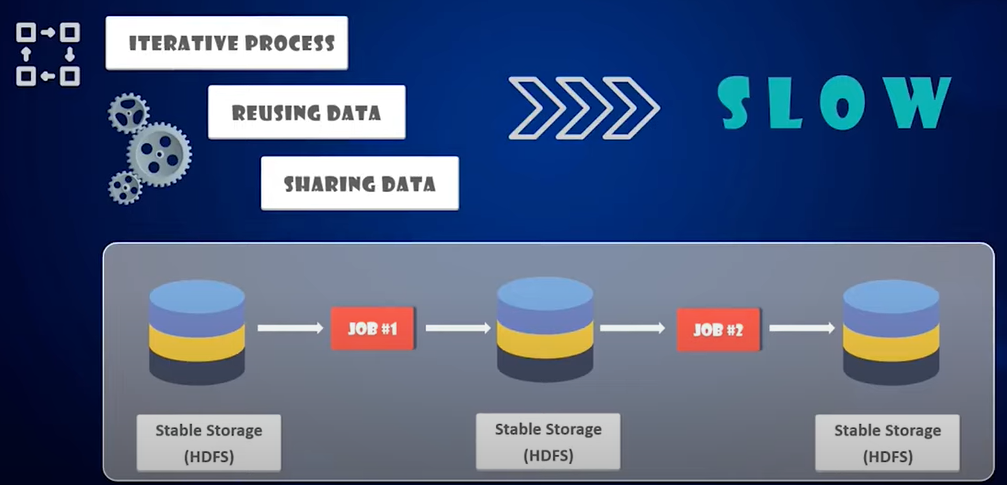 ITERATIVE PROCESS
REUSING DATA
SHARING DATA
SLOW
JOB #1
JOB #2
Stable Storage
(HDFS)
Stable Storage
(HDFS)
Stable Storage
(HDFS)